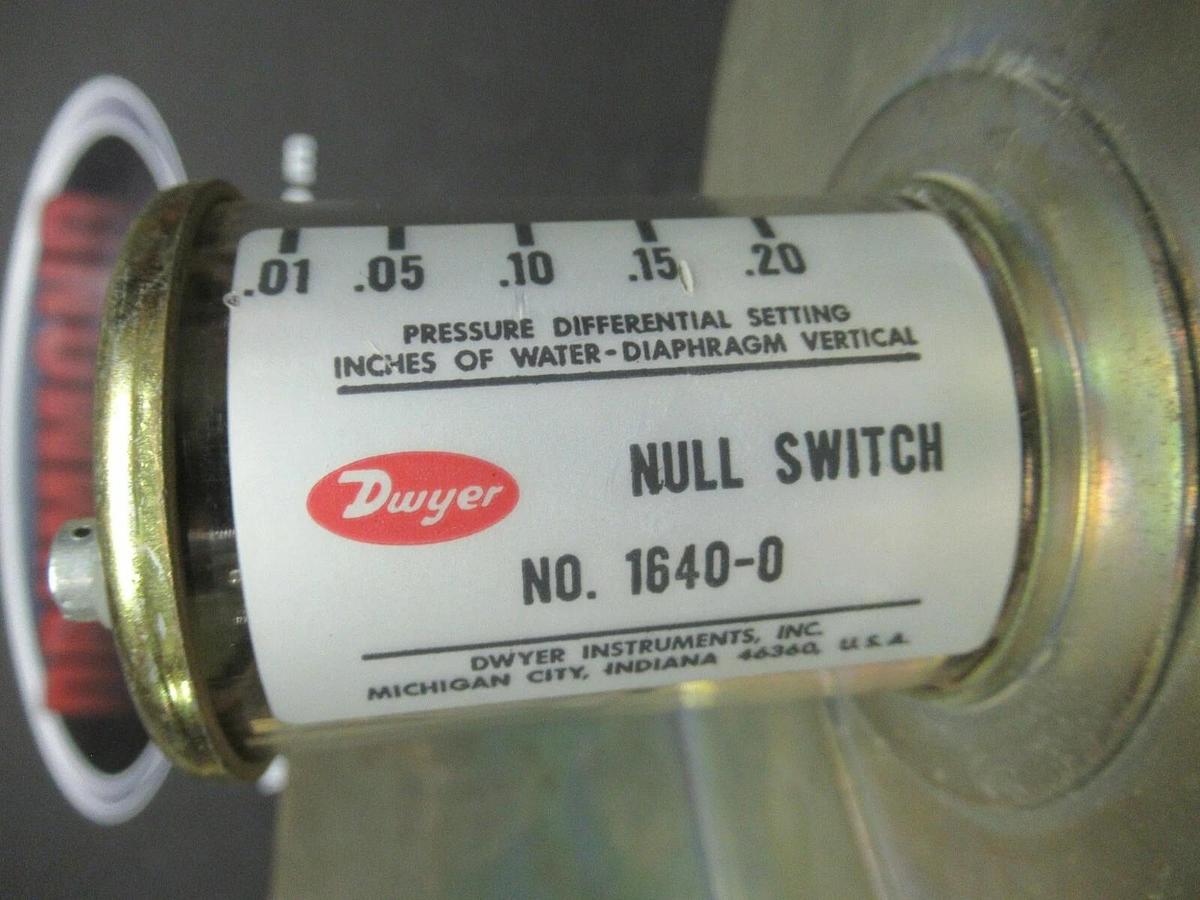 .01 .05 .10 .15 .20
PRESSURE DIFFERENTIAL SETTING
INCHES OF WATER-DIAPHRAGM VERTICAL
Dwyer
NULL SWITCH
NO. 1640-0
DWYER INSTRUMENTS, INC.
MICHIGAN CITY, INDIANA 46360, U.S.A.